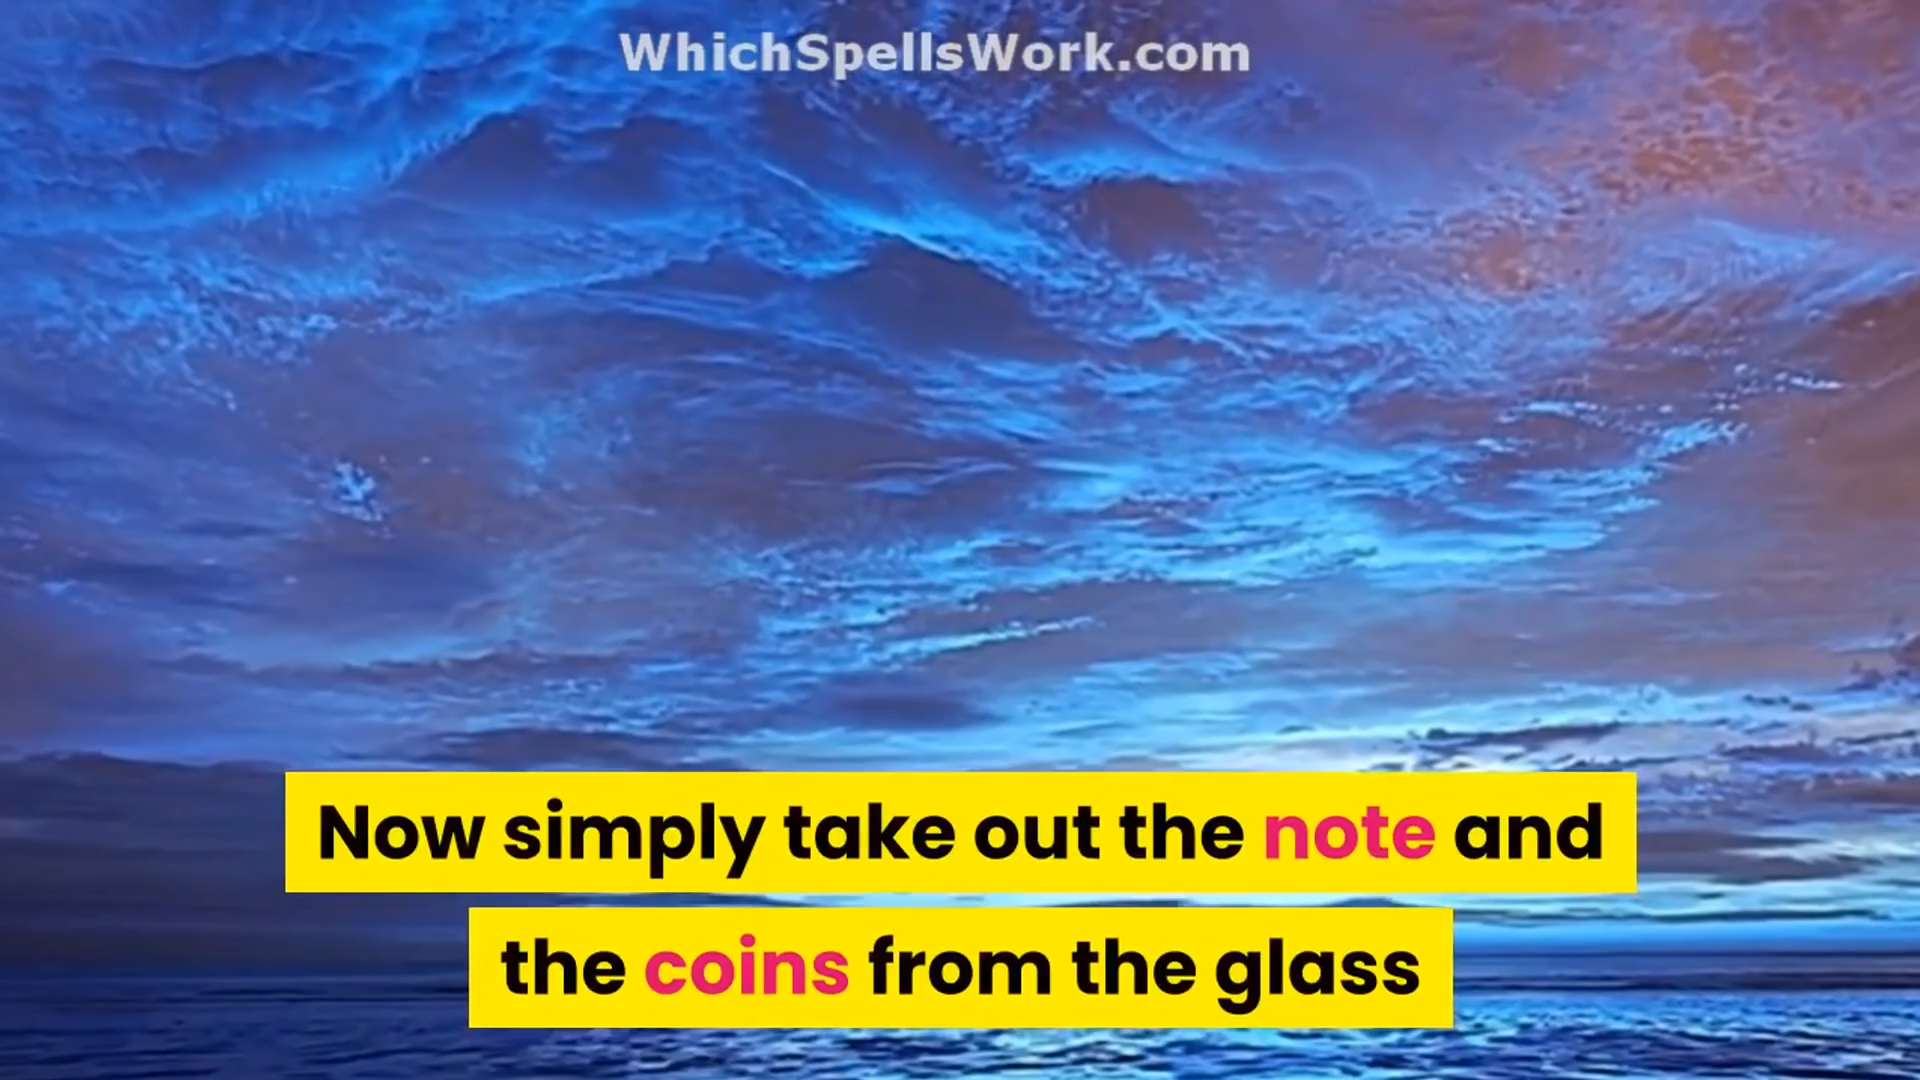 WhichSpellsWork.com
Now simply take out the note and
the coins from the glass